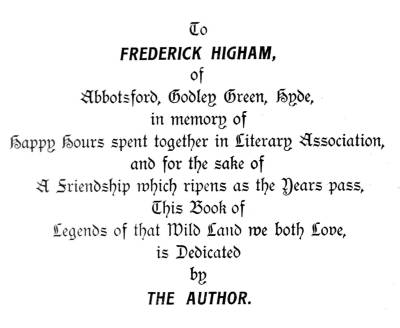 To
FREDERICK HIGHAM,
of
Abbotsford, Godley Green, Hyde,
in memory of
Happy Hours spent together in Literary Association,
and for the sake of
A Friendship which ripens as the Years pass,
This Book of
Legends of that Wild Land we both Love,
is Dedicated
by
THE AUTHOR.